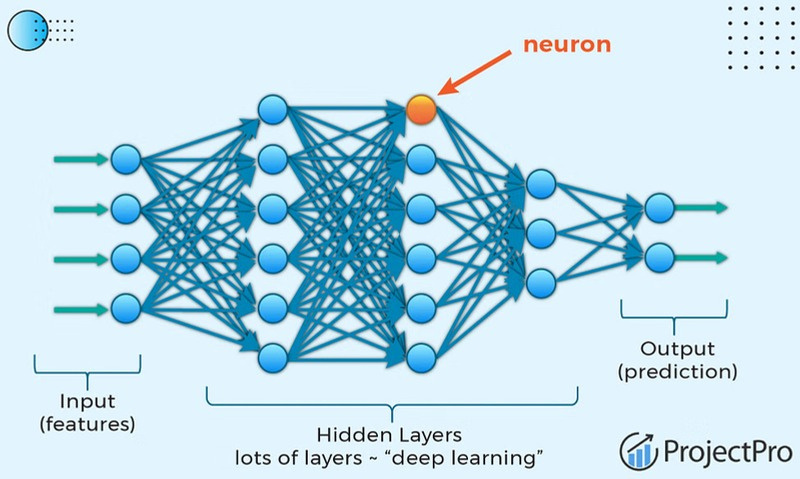 neuron
Input
(features)
Hidden Layers
lots of layers ~ “deep learning”
Output
(prediction)
ProjectPro